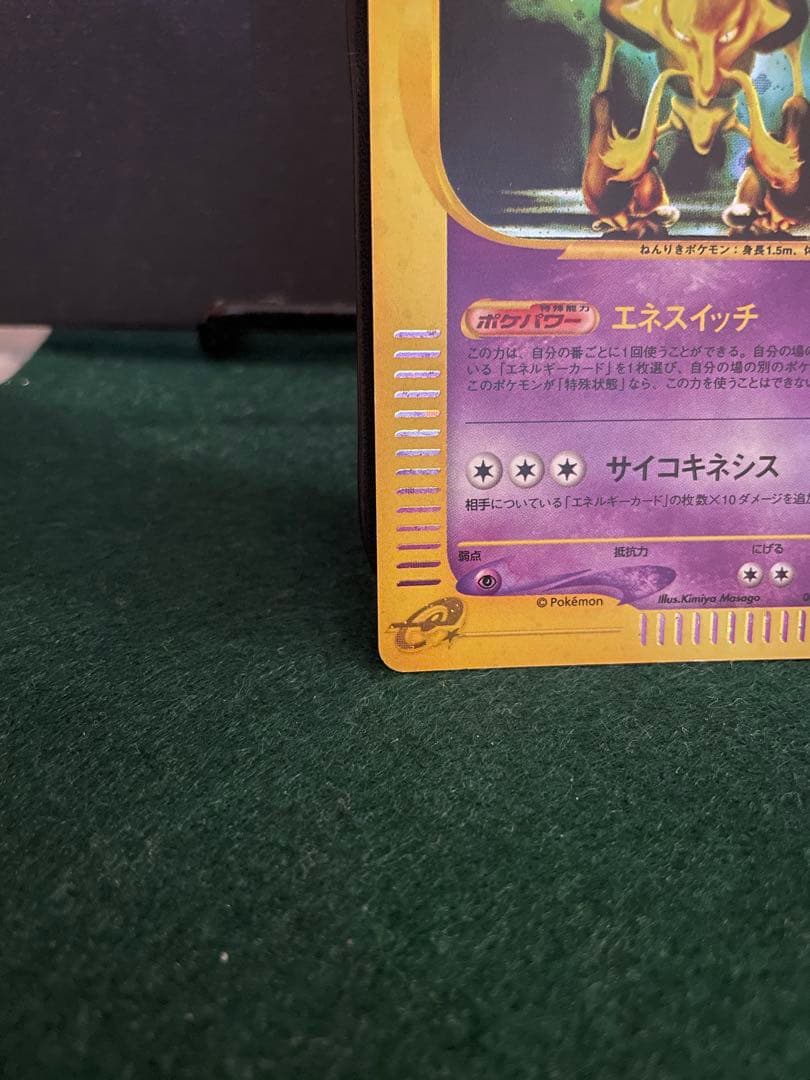 ねんりきポケモン：身長1.5m、
特殊能力
ポケパワー エネスイッチ
この力は、自分の番ごとに1回使うことができる。自分の場の
いる「エネルギーカード」を1枚選び、自分の場の別のポケ
このポケモンが「特殊状態」なら、この力を使うことはできない
サイコキネシス
相手についている「エネルギーカード」の枚数×10ダメージを追加
弱点 抵抗力 にげる
© Pokémon Illus.Kimiya Masago
e